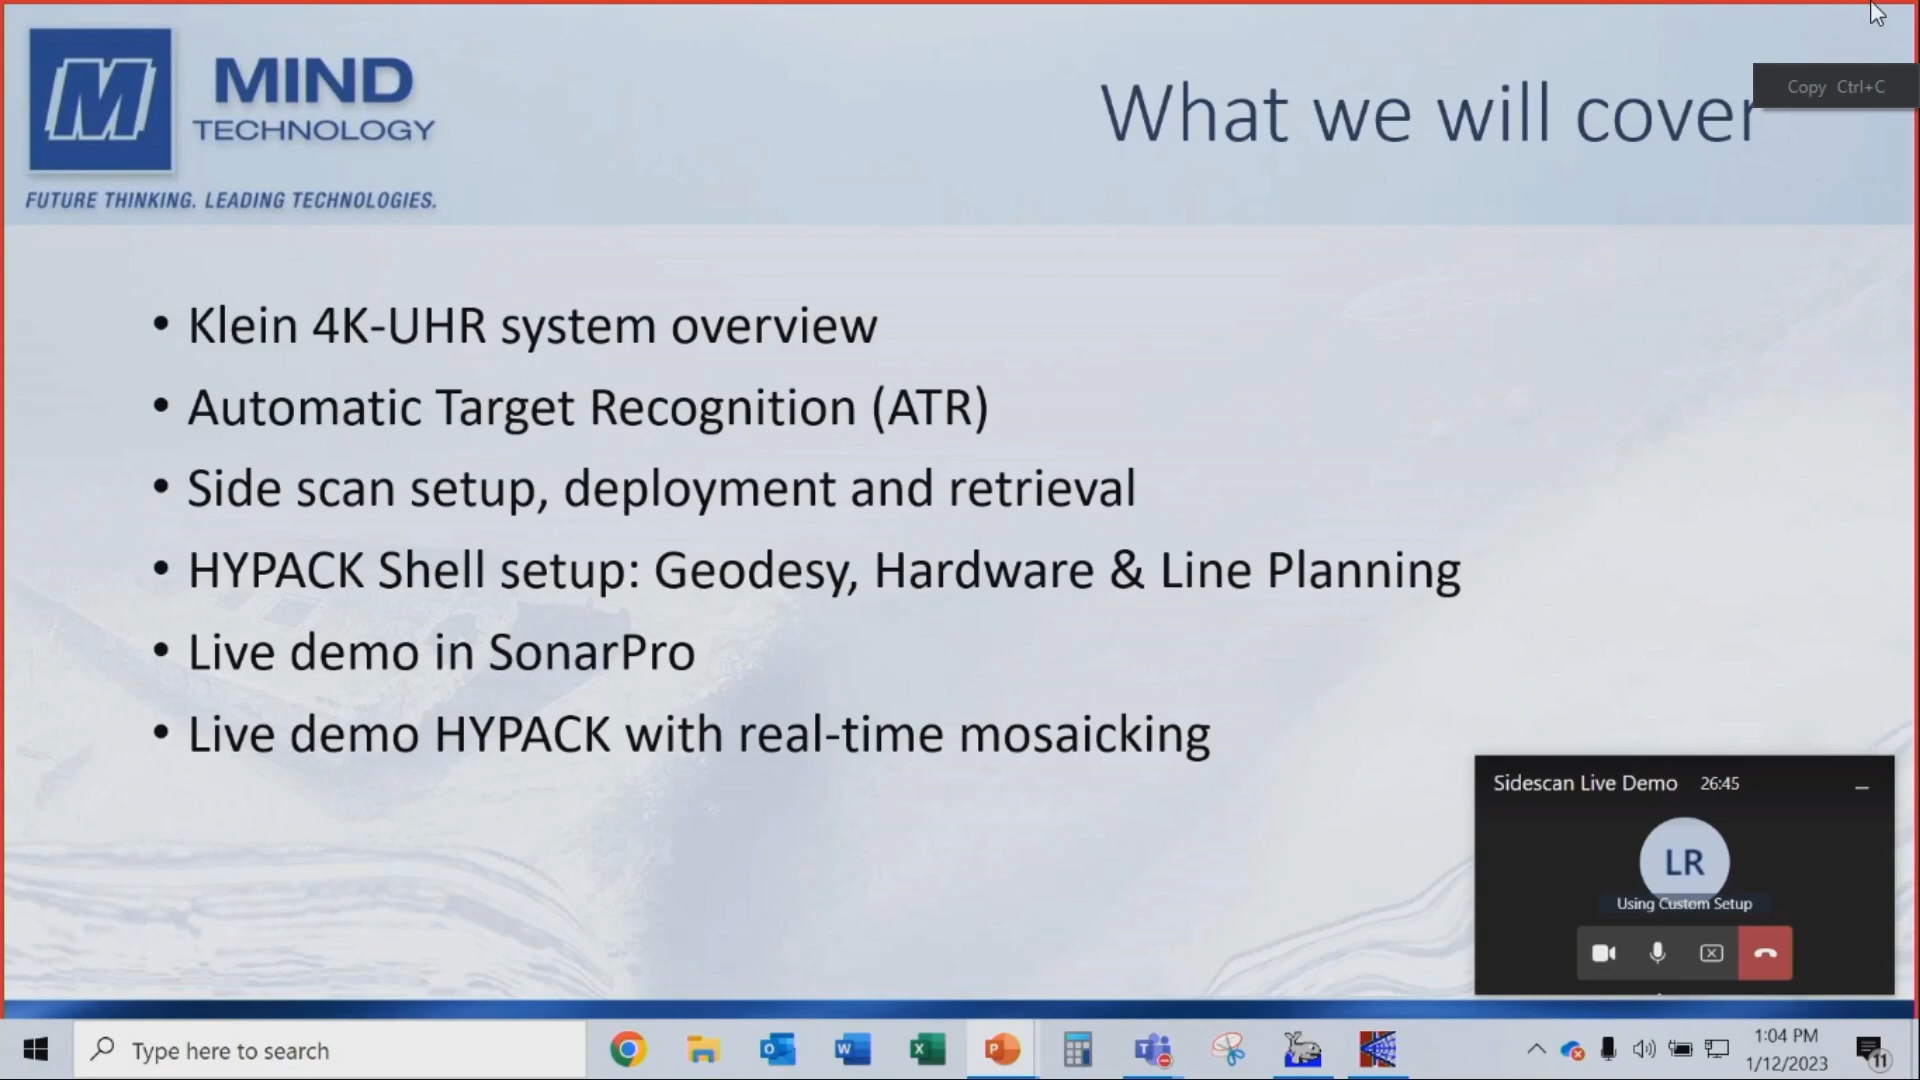 M
MIND
TECHNOLOGY
FUTURE THINKING. LEADING TECHNOLOGIES.
What we will cover
Copy Ctrl+C
• Klein 4K-UHR system overview
• Automatic Target Recognition (ATR)
• Side scan setup, deployment and retrieval
• HYPACK Shell setup: Geodesy, Hardware & Line Planning
• Live demo in SonarPro
• Live demo HYPACK with real-time mosaicking
Sidescan Live Demo 26:45
LR
Using Custom Setup
Type here to search
1:04 PM
1/12/2023
11